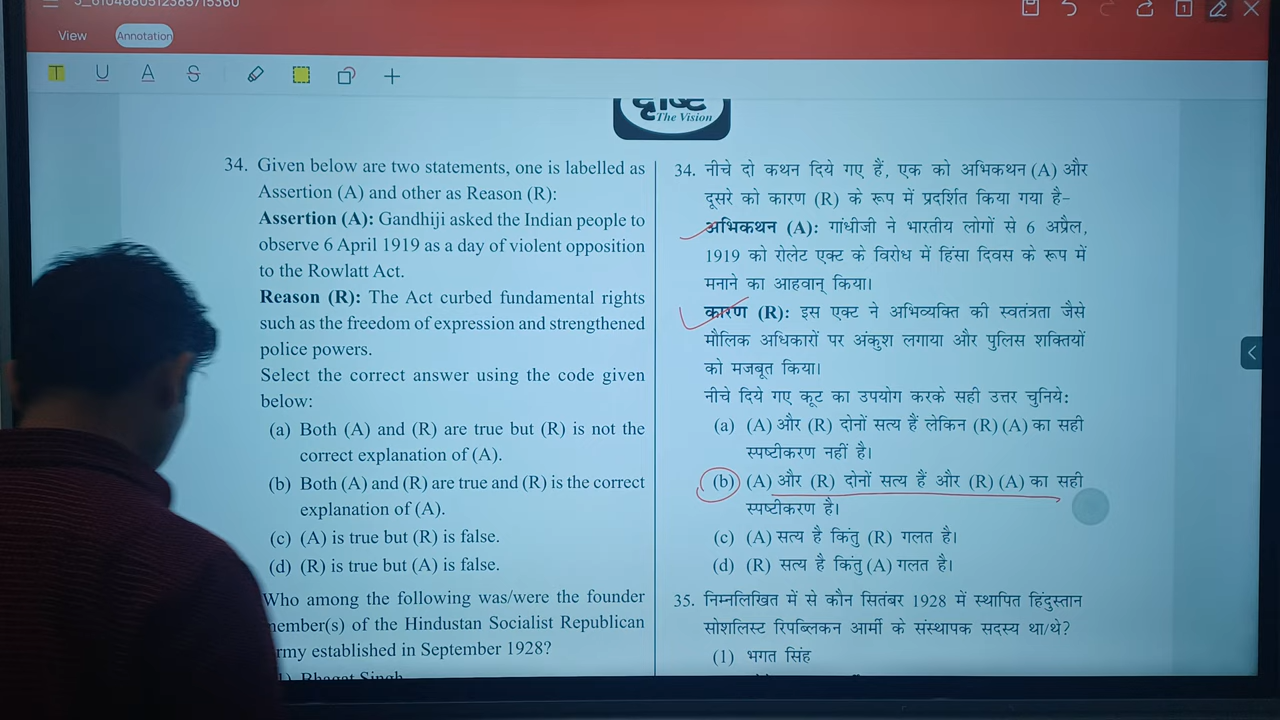 View
Annotation
दृष्टि
The Vision
34. Given below are two statements, one is labelled as
Assertion (A) and other as Reason (R):
Assertion (A): Gandhiji asked the Indian people to
observe 6 April 1919 as a day of violent opposition
to the Rowlatt Act.
Reason (R): The Act curbed fundamental rights
such as the freedom of expression and strengthened
police powers.
Select the correct answer using the code given
below:
(a) Both (A) and (R) are true but (R) is not the
correct explanation of (A).
(b) Both (A) and (R) are true and (R) is the correct
explanation of (A).
(c) (A) is true but (R) is false.
(d) (R) is true but (A) is false.
Who among the following was/were the founder
member(s) of the Hindustan Socialist Republican
Army established in September 1928?
Bhagat Singh
34. नीचे दो कथन दिये गए हैं, एक को अभिकथन (A) और
दूसरे को कारण (R) के रूप में प्रदर्शित किया गया है-
अभिकथन (A): गांधीजी ने भारतीय लोगों से 6 अप्रैल,
1919 को रोलेट एक्ट के विरोध में हिंसा दिवस के रूप में
मनाने का आहवान् किया।
कारण (R): इस एक्ट ने अभिव्यक्ति की स्वतंत्रता जैसे
मौलिक अधिकारों पर अंकुश लगाया और पुलिस शक्तियों
को मजबूत किया।
नीचे दिये गए कूट का उपयोग करके सही उत्तर चुनिये:
(a) (A) और (R) दोनों सत्य हैं लेकिन (R) (A) का सही
स्पष्टीकरण नहीं है।
(b) (A) और (R) दोनों सत्य हैं और (R) (A) का सही
स्पष्टीकरण है।
(c) (A) सत्य है किंतु (R) गलत है।
(d) (R) सत्य है किंतु (A) गलत है।
35. निम्नलिखित में से कौन सितंबर 1928 में स्थापित हिंदुस्तान
सोशलिस्ट रिपब्लिकन आर्मी के संस्थापक सदस्य था/थे?
(1) भगत सिंह